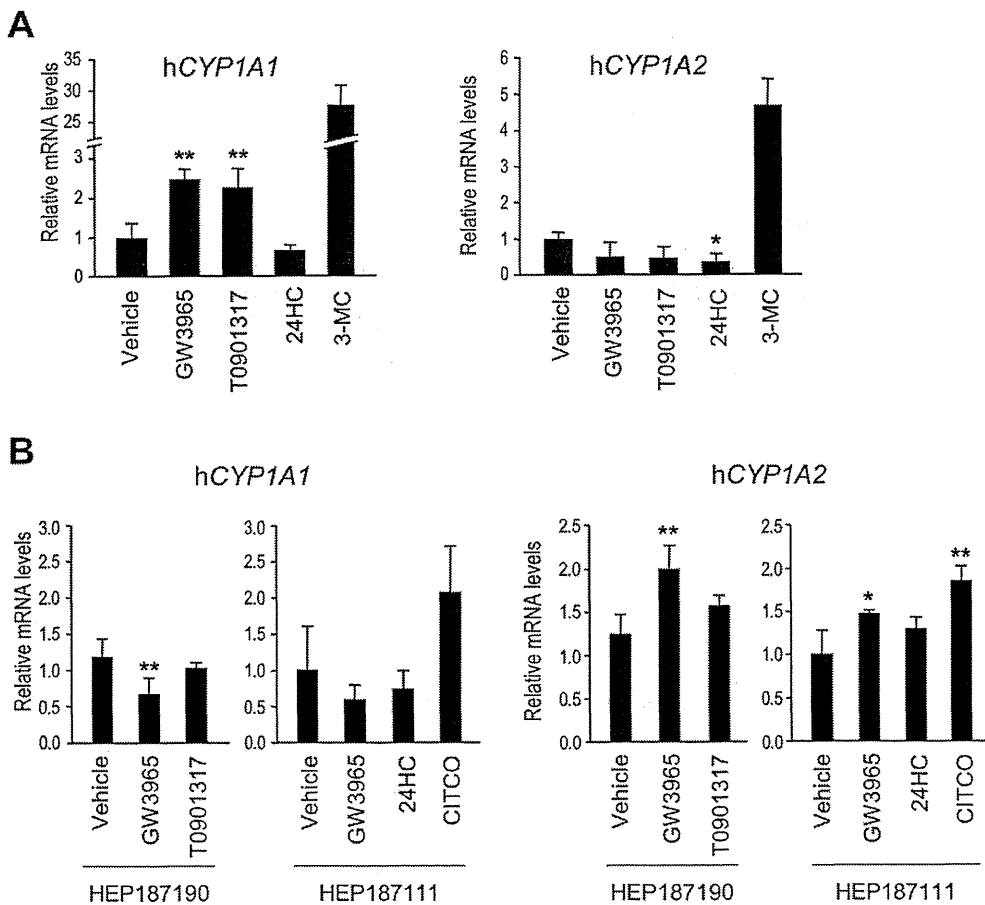 A
hCYP1A1
Relative mRNA levels
35
30
25
3
2
1
0
**
**
Vehicle
GW3965
T0901317
24HC
3-MC
hCYP1A2
Relative mRNA levels
6
5
4
3
2
1
0
*
Vehicle
GW3965
T0901317
24HC
3-MC
B
hCYP1A1
Relative mRNA levels
3.0
2.5
2.0
1.5
1.0
0.5
0.0
**
Vehicle
GW3965
T0901317
HEP187190
3.0
2.5
2.0
1.5
1.0
0.5
0.0
Vehicle
GW3965
24HC
CITCO
HEP187111
hCYP1A2
Relative mRNA levels
2.5
2.0
1.5
1.0
0.5
0.0
**
Vehicle
GW3965
T0901317
HEP187190
2.5
2.0
1.5
1.0
0.5
0.0
*
**
Vehicle
GW3965
24HC
CITCO
HEP187111